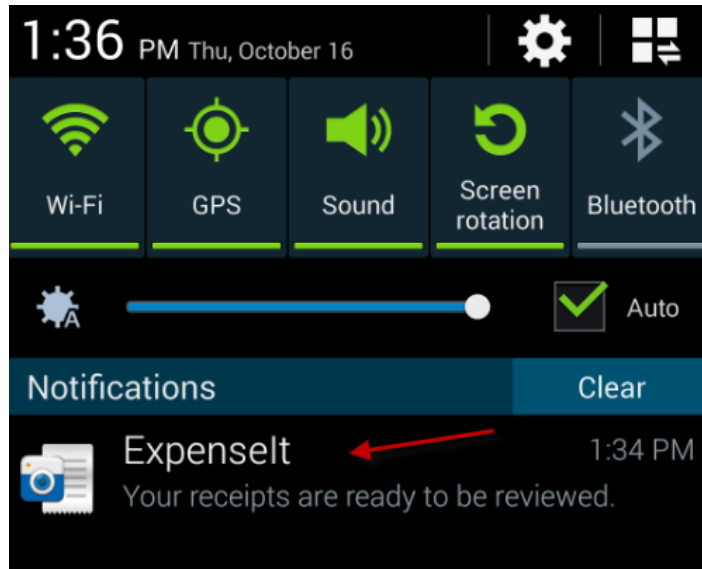 1:36 PM Thu, October 16
Wi-Fi
GPS
Sound
Screen
rotation
Bluetooth
A
Auto
Notifications
Clear
ExpenseIt
1:34 PM
Your receipts are ready to be reviewed.